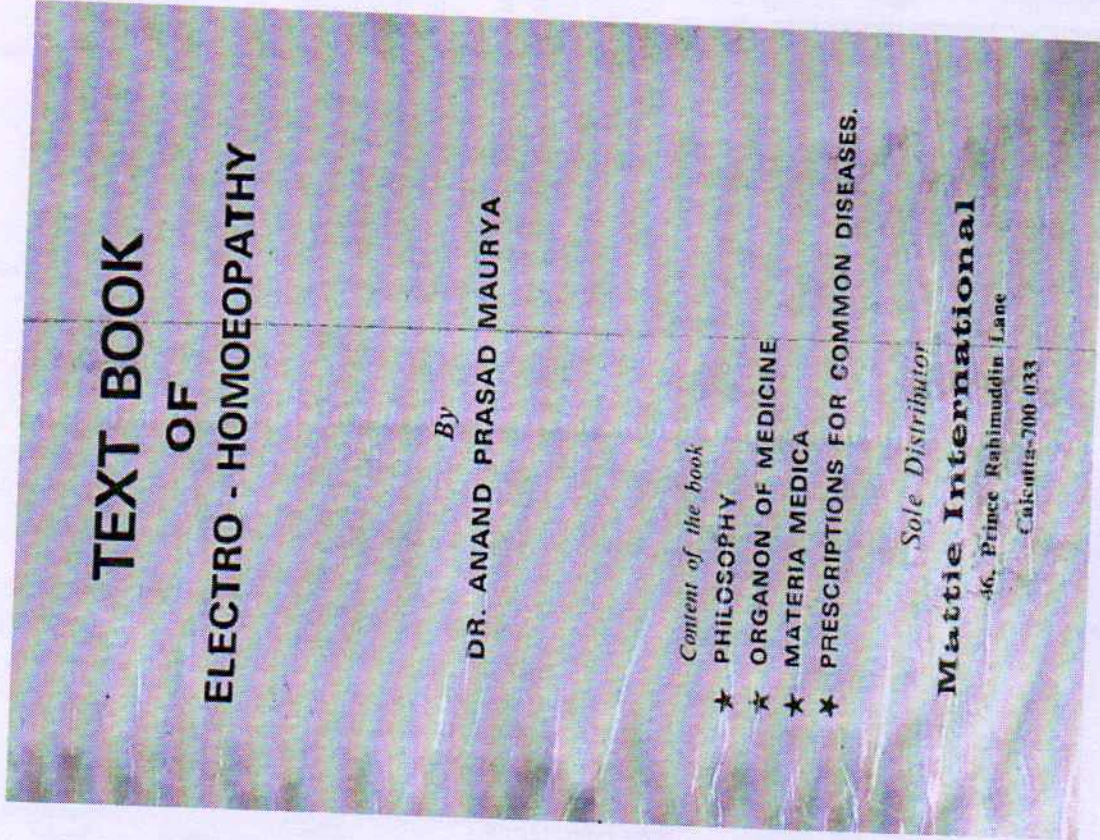 TEXT BOOK
OF
ELECTRO - HOMOEOPATHY
By
DR. ANAND PRASAD MAURYA
Content of the book
★ PHILOSOPHY
★ ORGANON OF MEDICINE
★ MATERIA MEDICA
★ PRESCRIPTIONS FOR COMMON DISEASES.
Sole Distributor
Mattie International
46, Prince Rahimuddin Lane
Calcutta-700 033